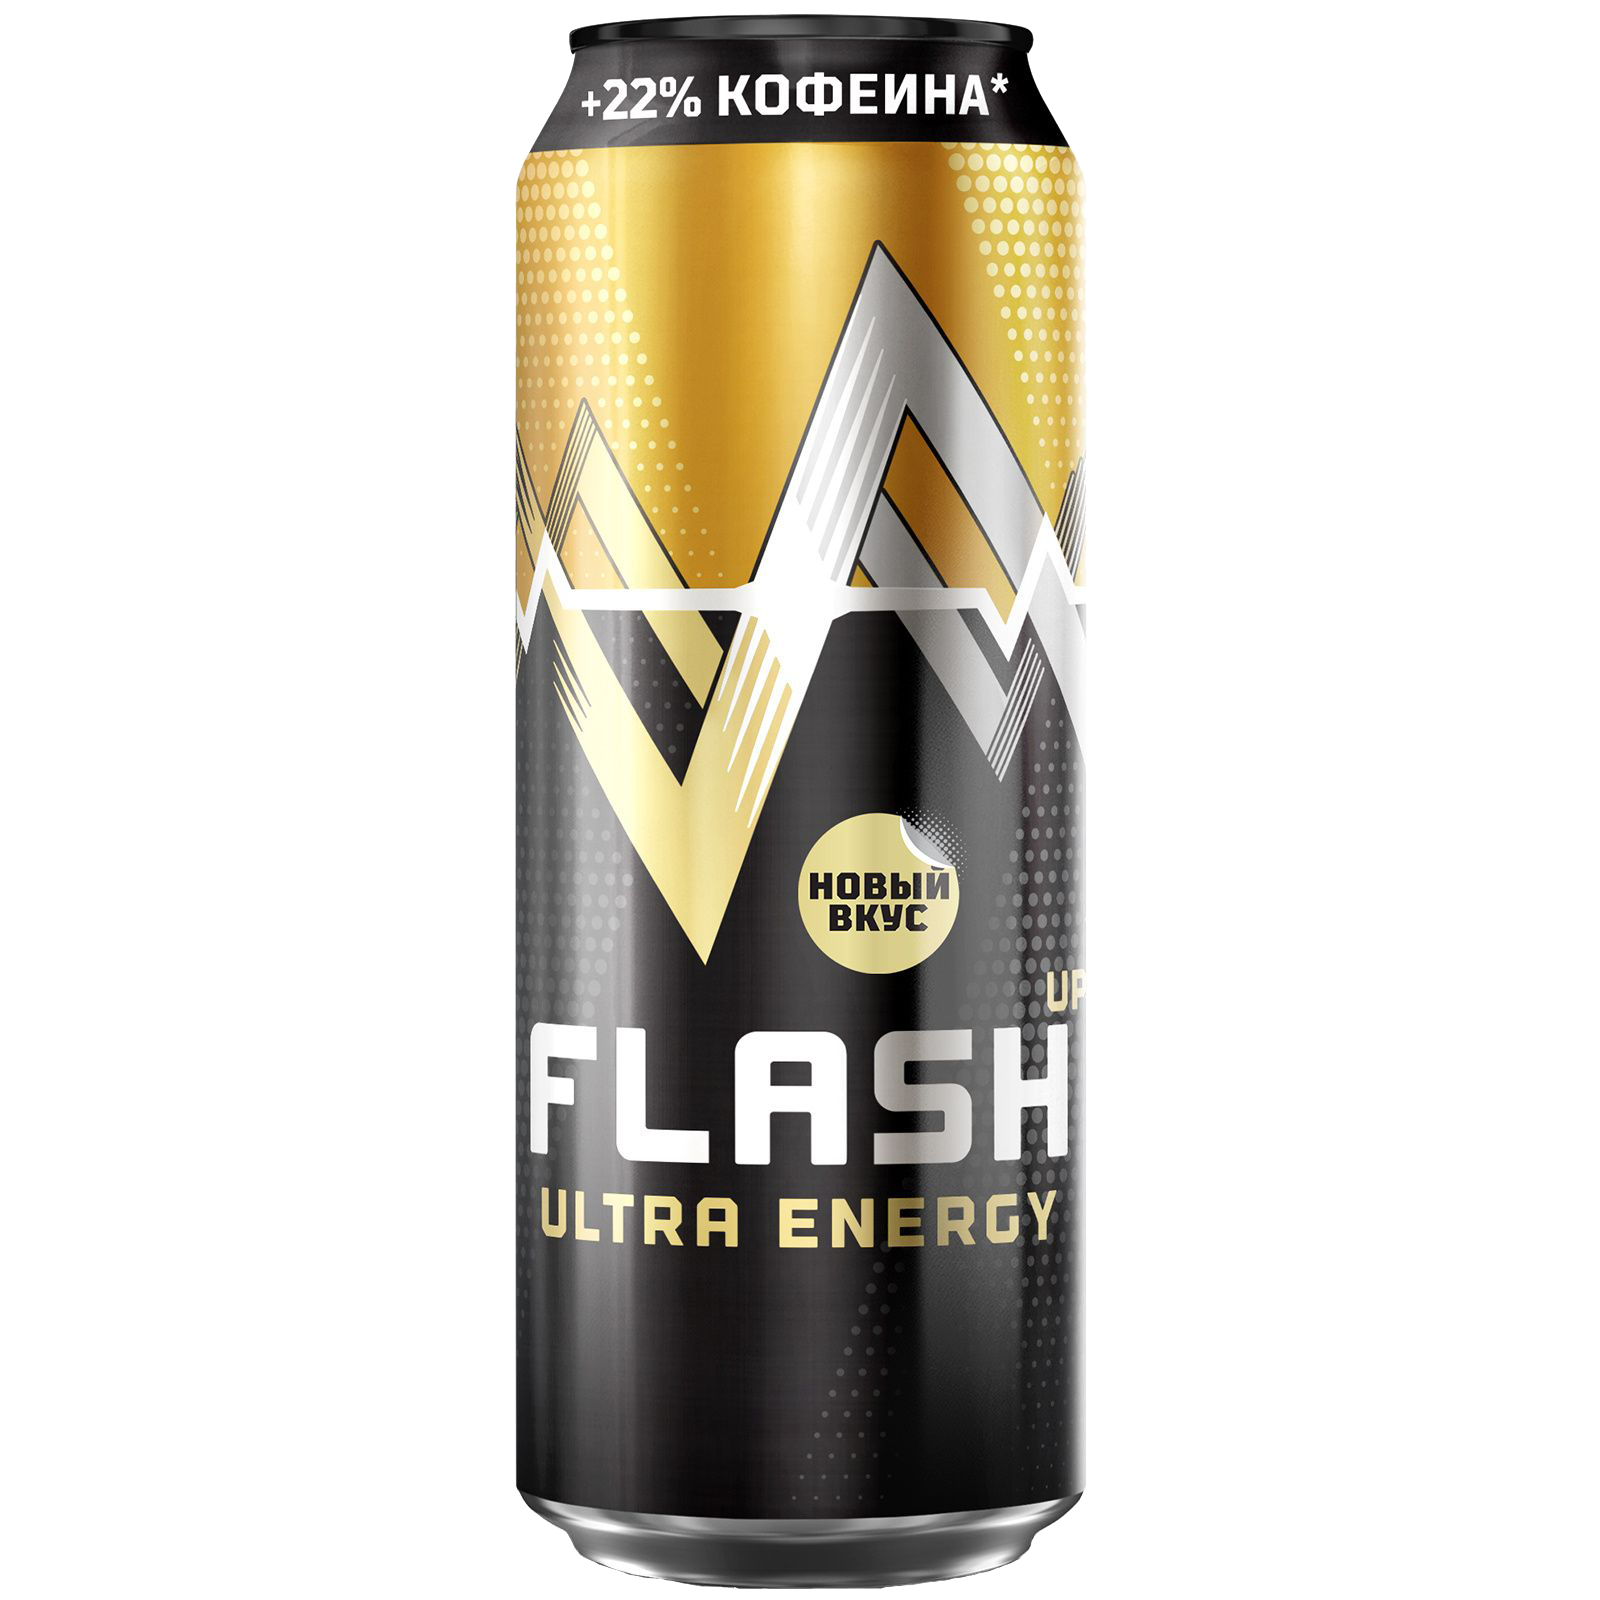 +22% КОФЕИНА*
НОВЫЙ
ВКУС
UP
FLASH
ULTRA ENERGY